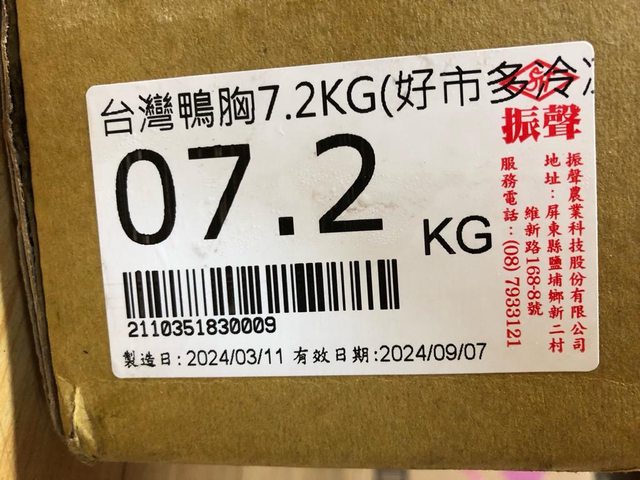 台灣鴨胸7.2KG(好市多冷凍
07.2 KG
2110351830009
製造日:2024/03/11 有效日期:2024/09/07
振聲
振聲農業科技股份有限公司
地址:屏東縣鹽埔鄉新二村
維新路168-8號
服務電話:(08) 7933121